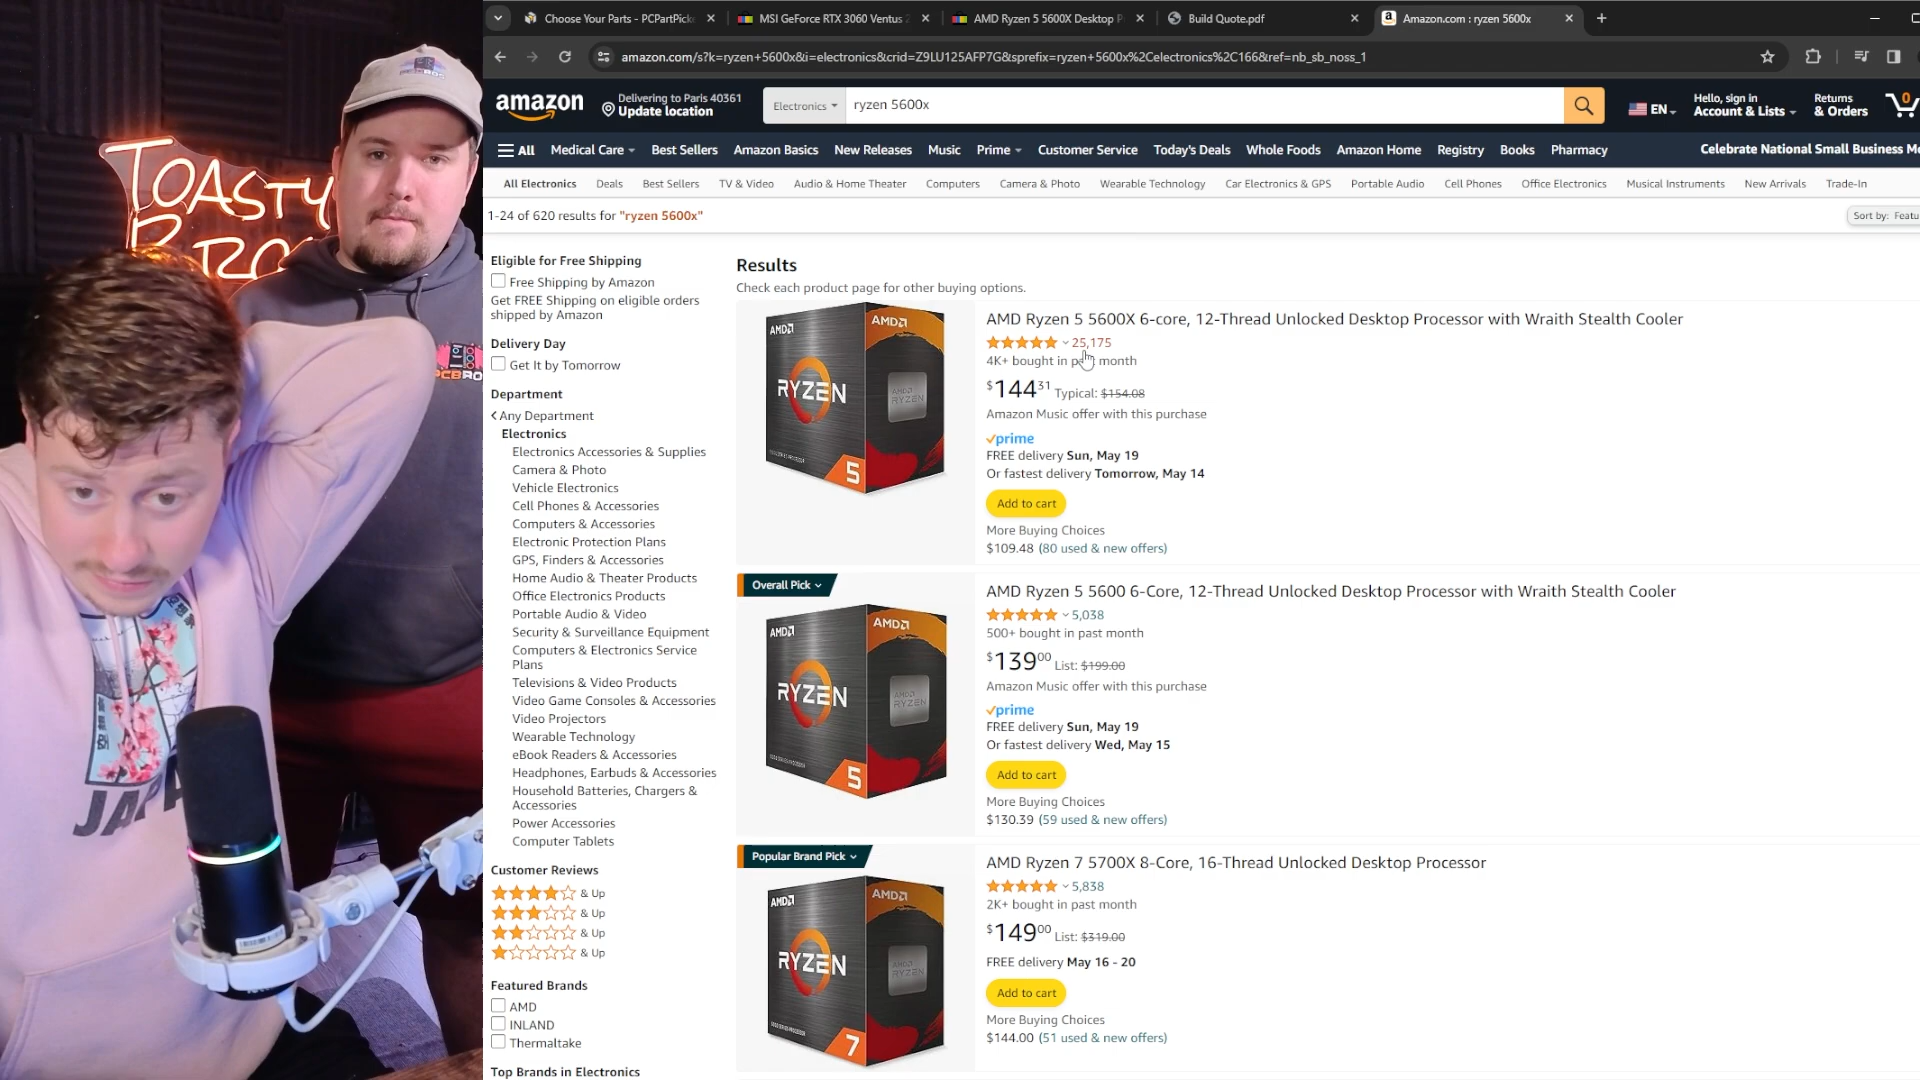 Choose Your Parts - PCPartPick
MSI GeForce RTX 3060 Ventus 2
AMD Ryzen 5 5600X Desktop P
Build Quote.pdf
Amazon.com : ryzen 5600x
amazon.com/s?k=ryzen+5600x&i=electronics&crid=Z9LU125AFP7G&sprefix=ryzen+5600x%2Celectronics%2C166&ref=nb_sb_noss_1
amazon
Delivering to Paris 40361
Update location
Electronics
ryzen 5600x
EN
Hello, sign in
Account & Lists
Returns
& Orders
0
All
Medical Care
Best Sellers
Amazon Basics
New Releases
Music
Prime
Customer Service
Today's Deals
Whole Foods
Amazon Home
Registry
Books
Pharmacy
Celebrate National Small Business Mo
All Electronics
Deals
Best Sellers
TV & Video
Audio & Home Theater
Computers
Camera & Photo
Wearable Technology
Car Electronics & GPS
Portable Audio
Cell Phones
Office Electronics
Musical Instruments
New Arrivals
Trade-In
1-24 of 620 results for "ryzen 5600x"
Sort by: Featu
Eligible for Free Shipping
Free Shipping by Amazon
Get FREE Shipping on eligible orders
shipped by Amazon
Delivery Day
Get It by Tomorrow
Department
Any Department
Electronics
Electronics Accessories & Supplies
Camera & Photo
Vehicle Electronics
Cell Phones & Accessories
Computers & Accessories
Electronic Protection Plans
GPS, Finders & Accessories
Home Audio & Theater Products
Office Electronics Products
Portable Audio & Video
Security & Surveillance Equipment
Computers & Electronics Service
Plans
Televisions & Video Products
Video Game Consoles & Accessories
Video Projectors
Wearable Technology
eBook Readers & Accessories
Headphones, Earbuds & Accessories
Household Batteries, Chargers &
Accessories
Power Accessories
Computer Tablets
Customer Reviews
& Up
& Up
& Up
& Up
Featured Brands
AMD
INLAND
Thermaltake
Top Brands in Electronics
Results
Check each product page for other buying options.
AMD
AMD
RYZEN
AMD
RYZEN
5
AMD Ryzen 5 5600X 6-core, 12-Thread Unlocked Desktop Processor with Wraith Stealth Cooler
25,175
4K+ bought in past month
$144 31 Typical: $154.08
Amazon Music offer with this purchase
prime
FREE delivery Sun, May 19
Or fastest delivery Tomorrow, May 14
Add to cart
More Buying Choices
$109.48 (80 used & new offers)
Overall Pick
AMD
AMD
RYZEN
AMD
RYZEN
5
AMD Ryzen 5 5600 6-Core, 12-Thread Unlocked Desktop Processor with Wraith Stealth Cooler
5,038
500+ bought in past month
$139 00 List: $199.00
Amazon Music offer with this purchase
prime
FREE delivery Sun, May 19
Or fastest delivery Wed, May 15
Add to cart
More Buying Choices
$130.39 (59 used & new offers)
Popular Brand Pick
AMD
AMD
RYZEN
AMD
RYZEN
7
AMD Ryzen 7 5700X 8-Core, 16-Thread Unlocked Desktop Processor
5,838
2K+ bought in past month
$149 00 List: $319.00
FREE delivery May 16 - 20
Add to cart
More Buying Choices
$144.00 (51 used & new offers)
TOASTY
BRO